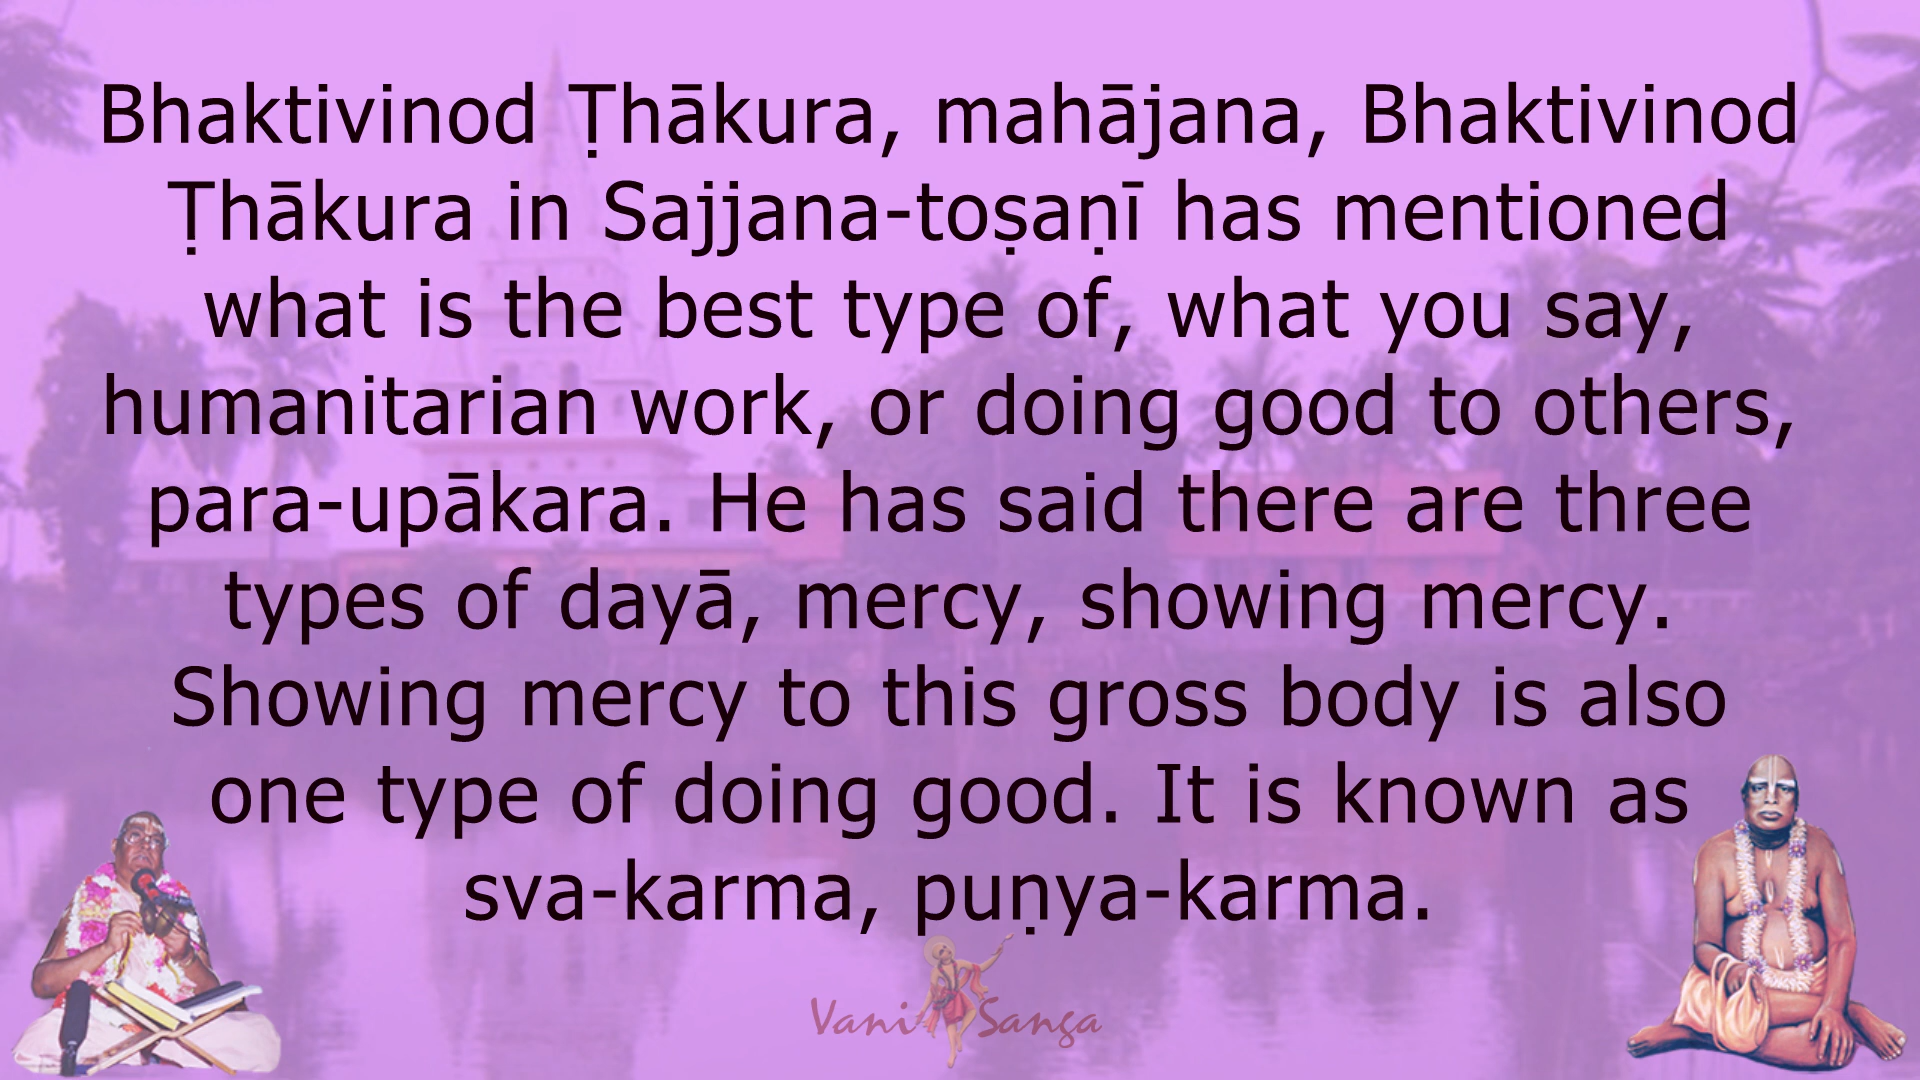 Bhaktivinod Ṭhākura, mahājana, Bhaktivinod
Ṭhākura in Sajjana-toṣaṇī has mentioned
what is the best type of, what you say,
humanitarian work, or doing good to others,
para-upākara. He has said there are three
types of dayā, mercy, showing mercy.
Showing mercy to this gross body is also
one type of doing good. It is known as
sva-karma, puṇya-karma.
Vani Sanga